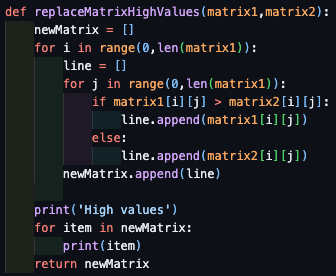 def replaceMatrixHighValues(matrix1,matrix2):
    newMatrix = []
    for i in range(0,len(matrix1)):
        line = []
        for j in range(0,len(matrix1)):
            if matrix1[i][j] > matrix2[i][j]:
                line.append(matrix1[i][j])
            else:
                line.append(matrix2[i][j])
        newMatrix.append(line)

    print('High values')
    for item in newMatrix:
        print(item)
    return newMatrix